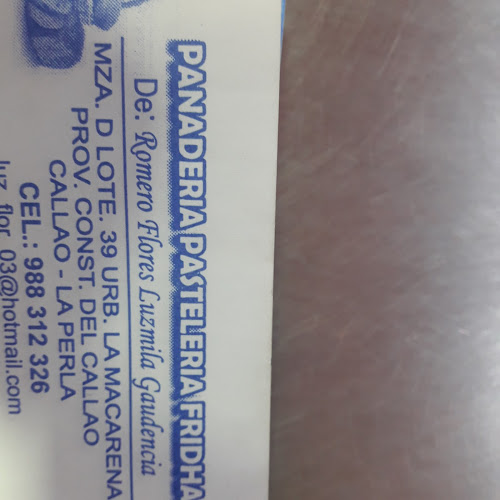 PANADERIA PASTELERIA FRIDHA
De: Romero Flores Luzmila Gaudencia
MZA. D LOTE. 39 URB. LA MACARENA
PROV. CONST. DEL CALLAO
CALLAO - LA PERLA
CEL.: 988 312 326
luz_flor_03@hotmail.com